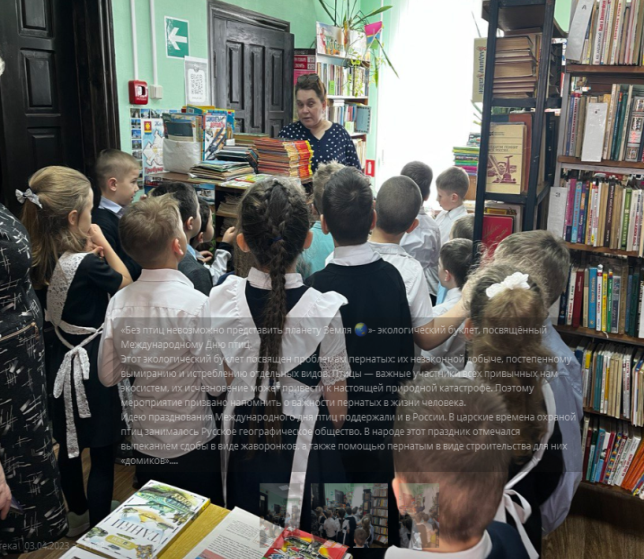 «Без птиц невозможно представить планету Земля 🌏 »- экологический буклет, посвящённый
Международному Дню птиц
Этот экологический буклет посвящен проблемам пернатых: их незаконной добыче, постепенному
вымиранию и истреблению отдельных видов. Птицы — важные участники всех привычных нам
экосистем, их исчезновение может привести к настоящей природной катастрофе. Поэтому
мероприятие призвано напомнить о важности пернатых в жизни человека.
Идею празднования Международного дня птиц поддержали и в России. В царские времена охраной
птиц занималось Русское географическое общество. В народе этот праздник отмечался
выпеканием сдобы в виде жаворонков, а также помощью пернатым в виде строительства для них
«домиков»....
03.04.2023